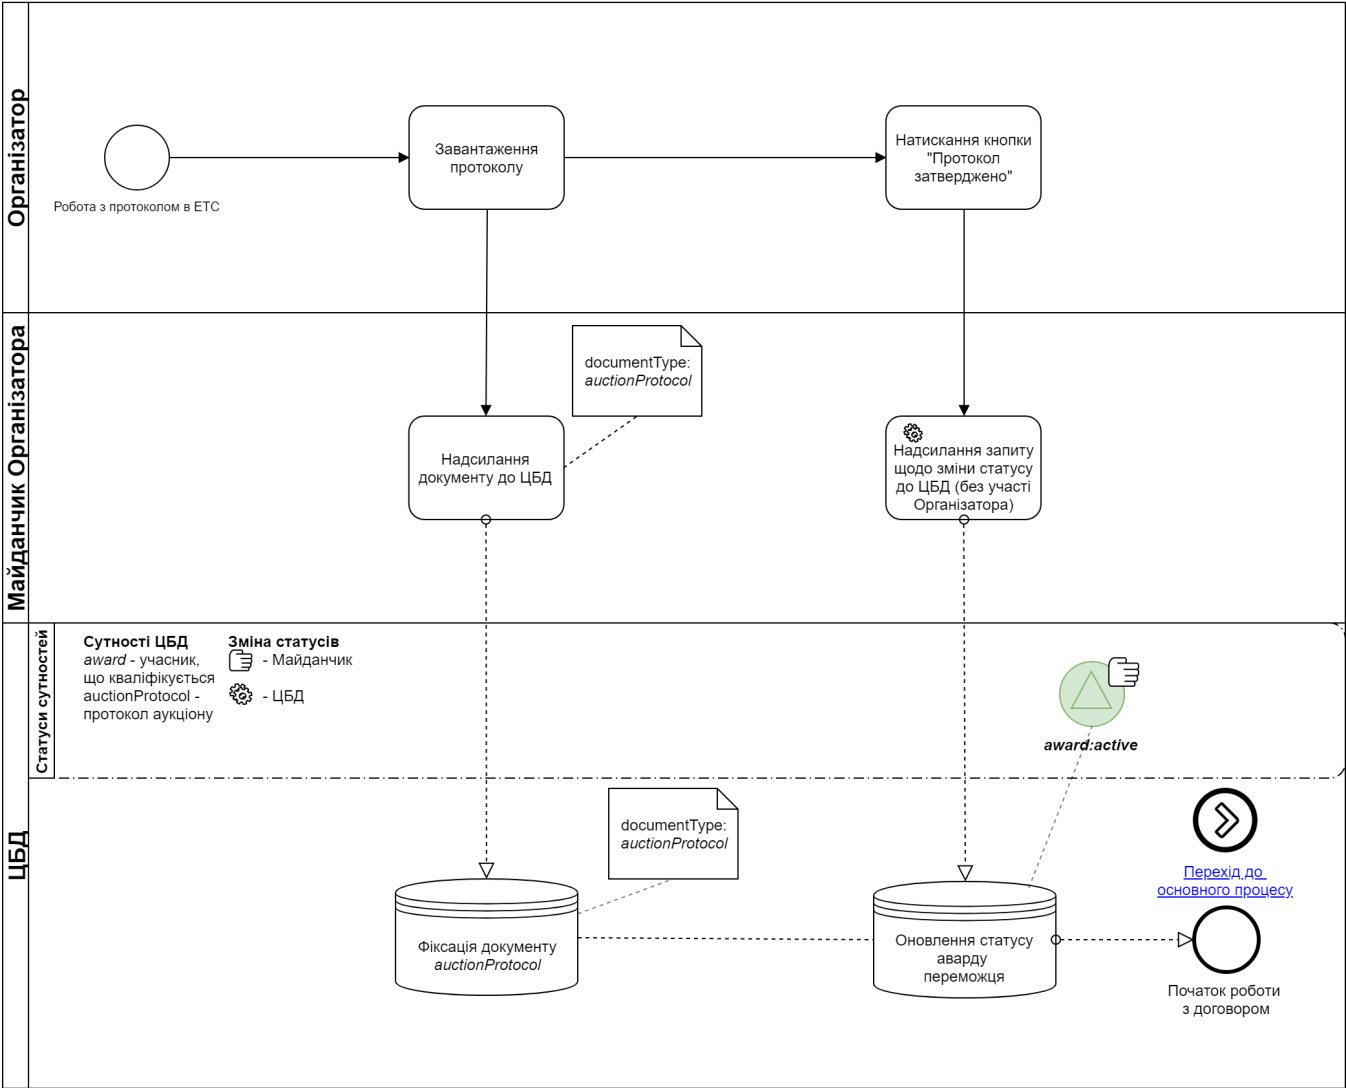 Організатор
Робота з протоколом в ЕТС
Завантаження
протоколу
Натискання кнопки
"Протокол
затверджено"
Майданчик Організатора
documentType:
auctionProtocol
Надсилання
документу до ЦБД
Надсилання запиту
щодо зміни статусу
до ЦБД (без участі
Організатора)
ЦБД
Статуси сутностей
Сутності ЦБД
award - учасник,
що кваліфікується
auctionProtocol -
протокол аукціону
Зміна статусів
- Майданчик
- ЦБД
award:active
documentType:
auctionProtocol
Фіксація документу
auctionProtocol
Оновлення статусу
аварду
переможця
Перехід до
основного процесу
Початок роботи
з договором